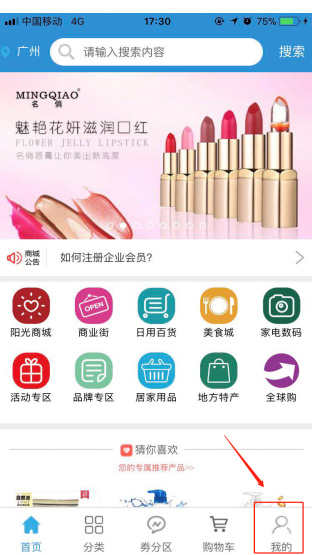 中国移动 4G 17:30 75%
广州 请输入搜索内容 搜索
MINGQIAO®
名俏
魅艳花妍滋润口红
FLOWER JELLY LIPSTICK
名俏唇膏让你美出新高度
商城公告 如何注册企业会员?
阳光商城 商业街 日用百货 美食城 家电数码
OPEN
活动专区 品牌专区 居家用品 地方特产 全球购
猜你喜欢
您的专属推荐产品>>
首页 分类 券分区 购物车 我的